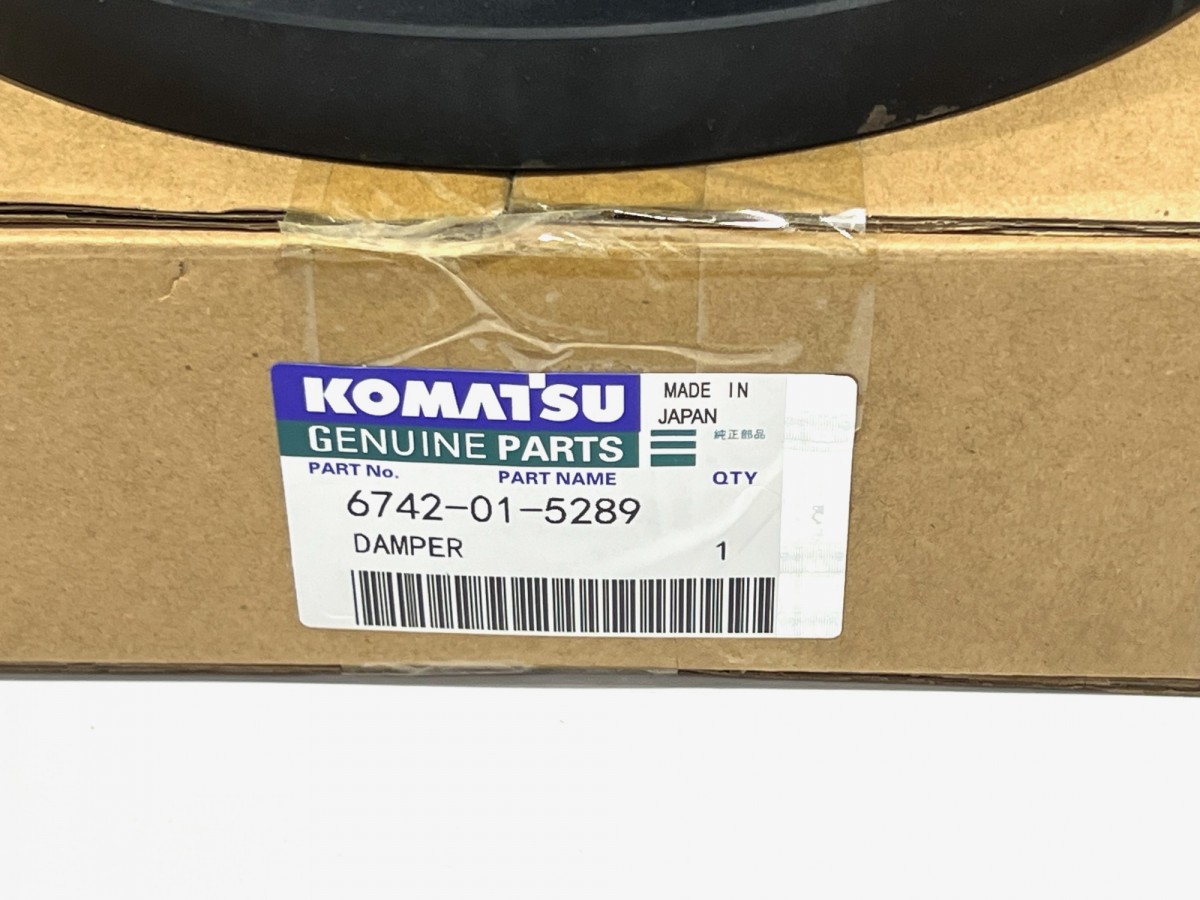 KOMATSU
GENUINE PARTS
MADE IN
JAPAN
純正部品
PART No. PART NAME QTY
6742-01-5289
DAMPER 1